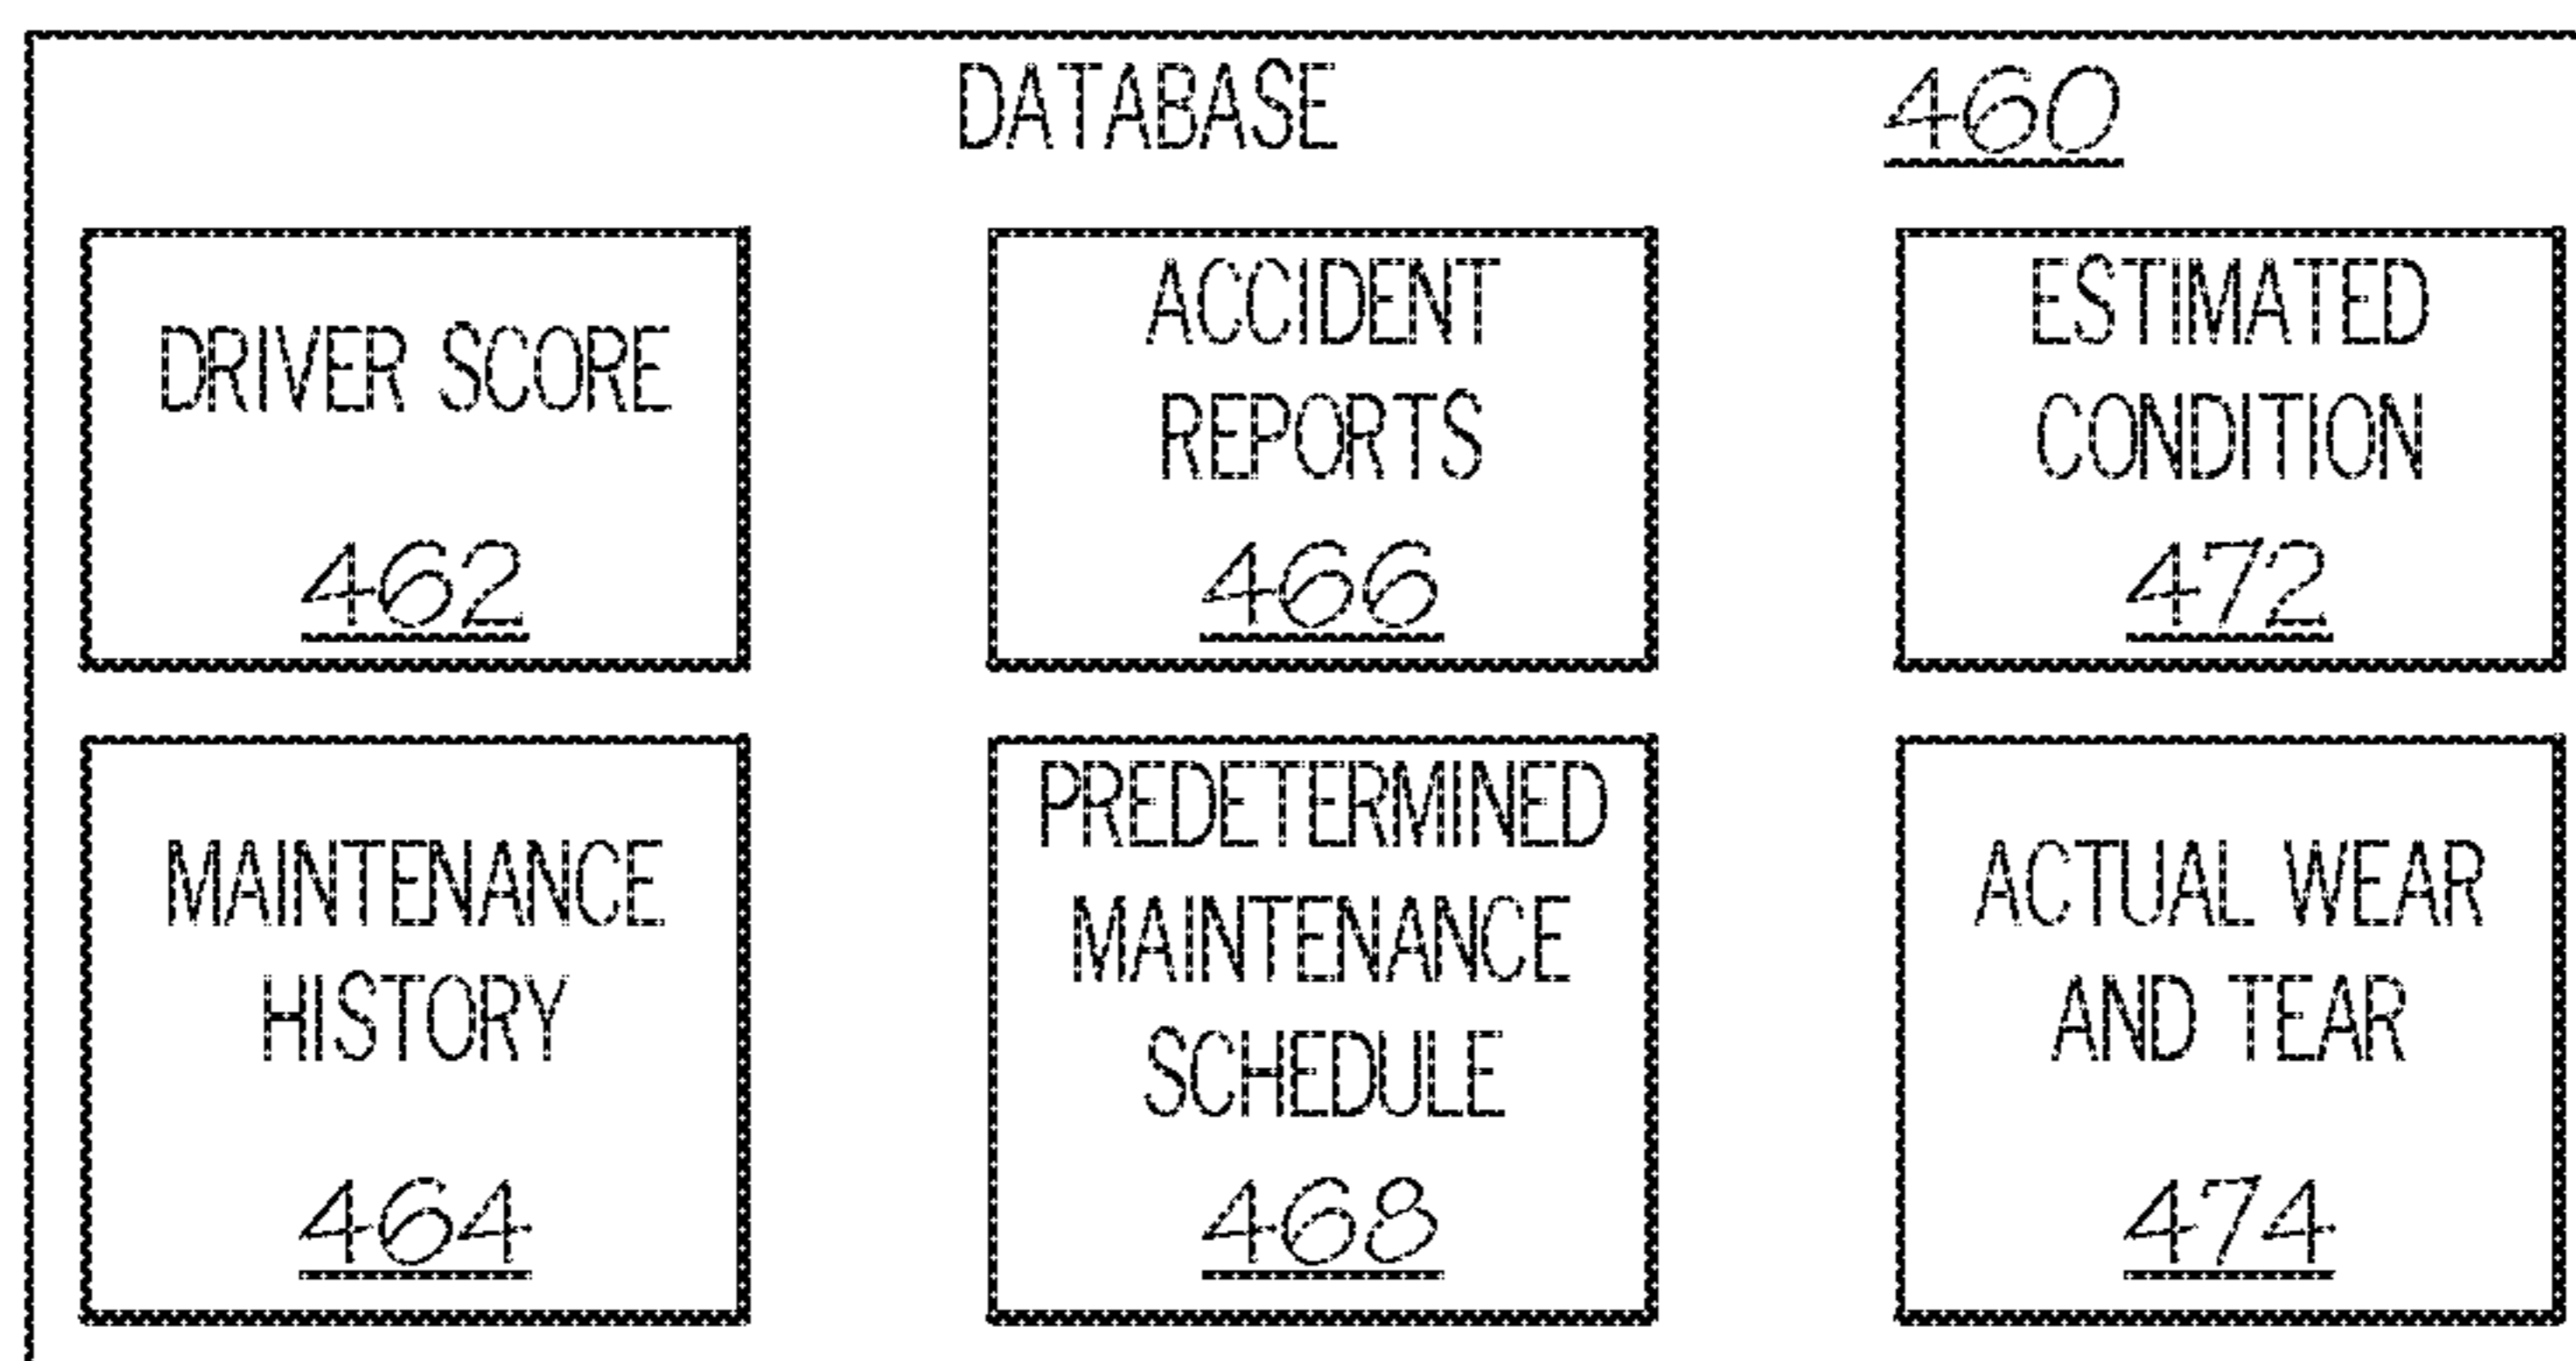 DATABASE 460
DRIVER SCORE
462
ACCIDENT
REPORTS
466
ESTIMATED
CONDITION
472
MAINTENANCE
HISTORY
464
PREDETERMINED
MAINTENANCE
SCHEDULE
468
ACTUAL WEAR
AND TEAR
474